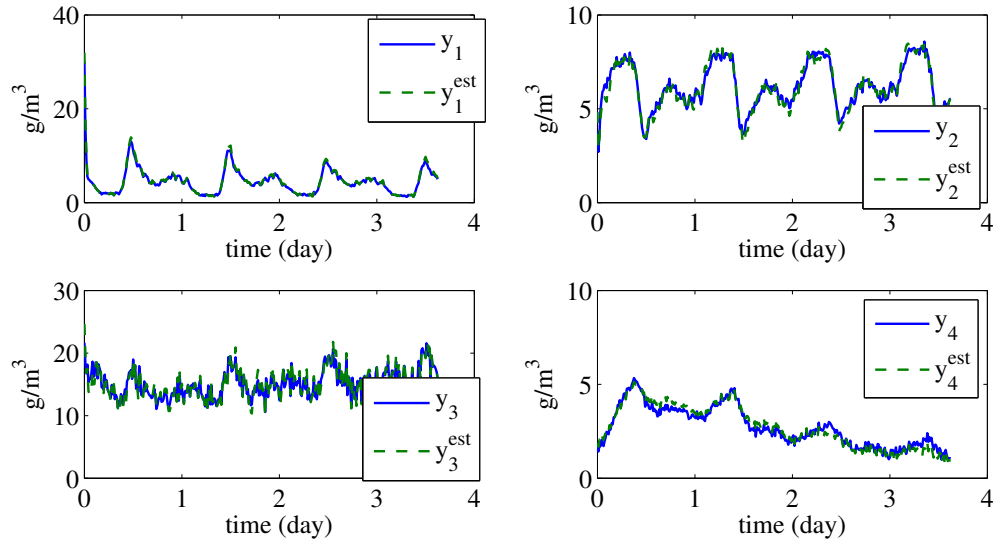 40
20
0
g/m³
0 1 2 3 4
time (day)
y₁
y₁ᵉˢᵗ
10
5
0
g/m³
0 1 2 3 4
time (day)
y₂
y₂ᵉˢᵗ
30
20
10
0
g/m³
0 1 2 3 4
time (day)
y₃
y₃ᵉˢᵗ
10
5
0
g/m³
0 1 2 3 4
time (day)
y₄
y₄ᵉˢᵗ